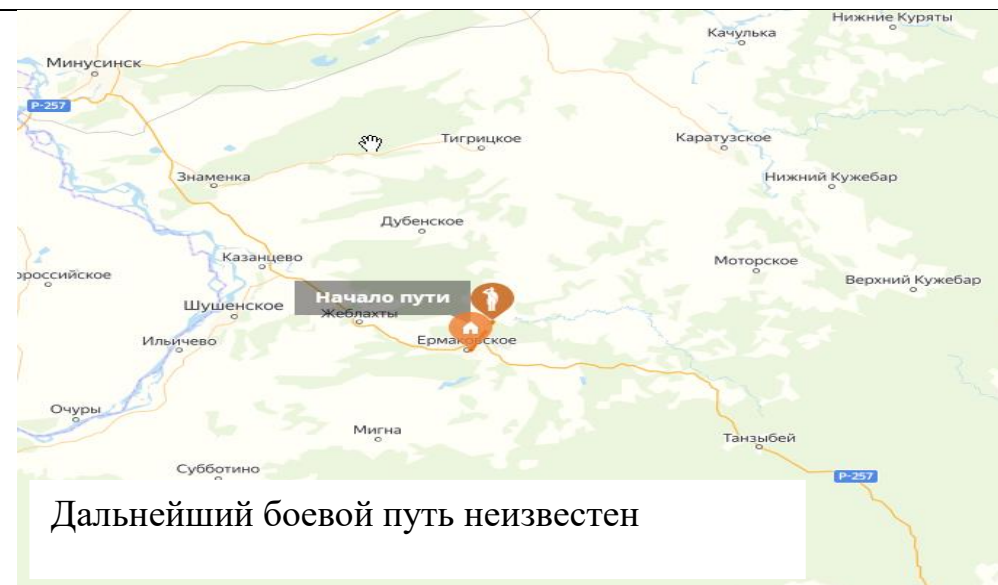 Нижние Куряты
Качулька
Минусинск
Р-257
Тигрицкое
Каратузское
Знаменка
Нижний Кужебар
Дубенское
Казанцево
Моторское
ороссийское
Верхний Кужебар
Начало пути
Шушенское
Жеблахты
Ильичево
Ермаковское
Очуры
Мигна
Танзыбей
Субботино
Р-257
Дальнейший боевой путь неизвестен